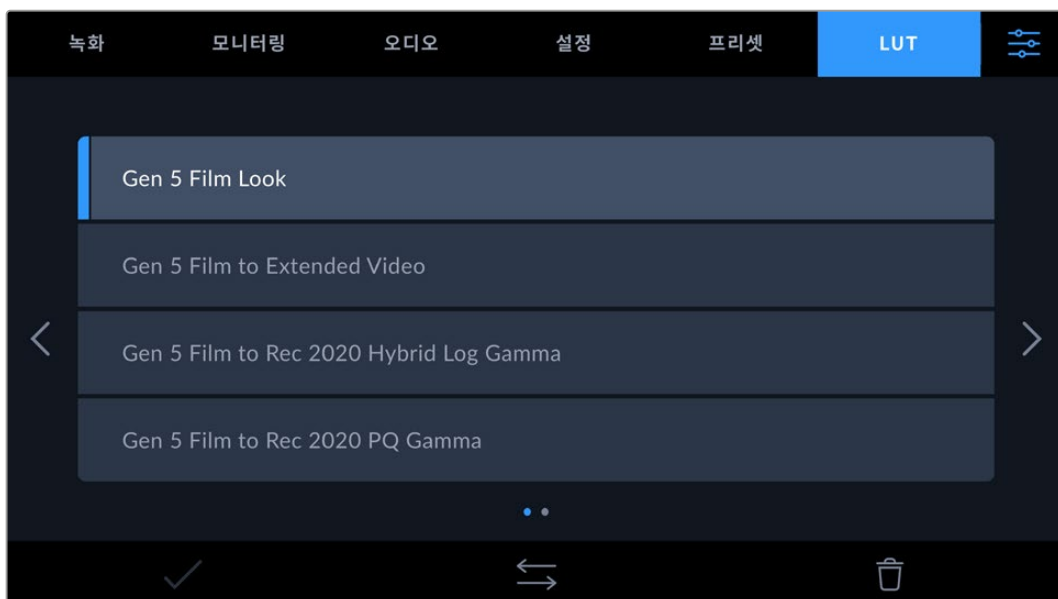 녹화 모니터링 오디오 설정 프리셋 LUT
Gen 5 Film Look
Gen 5 Film to Extended Video
Gen 5 Film to Rec 2020 Hybrid Log Gamma
Gen 5 Film to Rec 2020 PQ Gamma